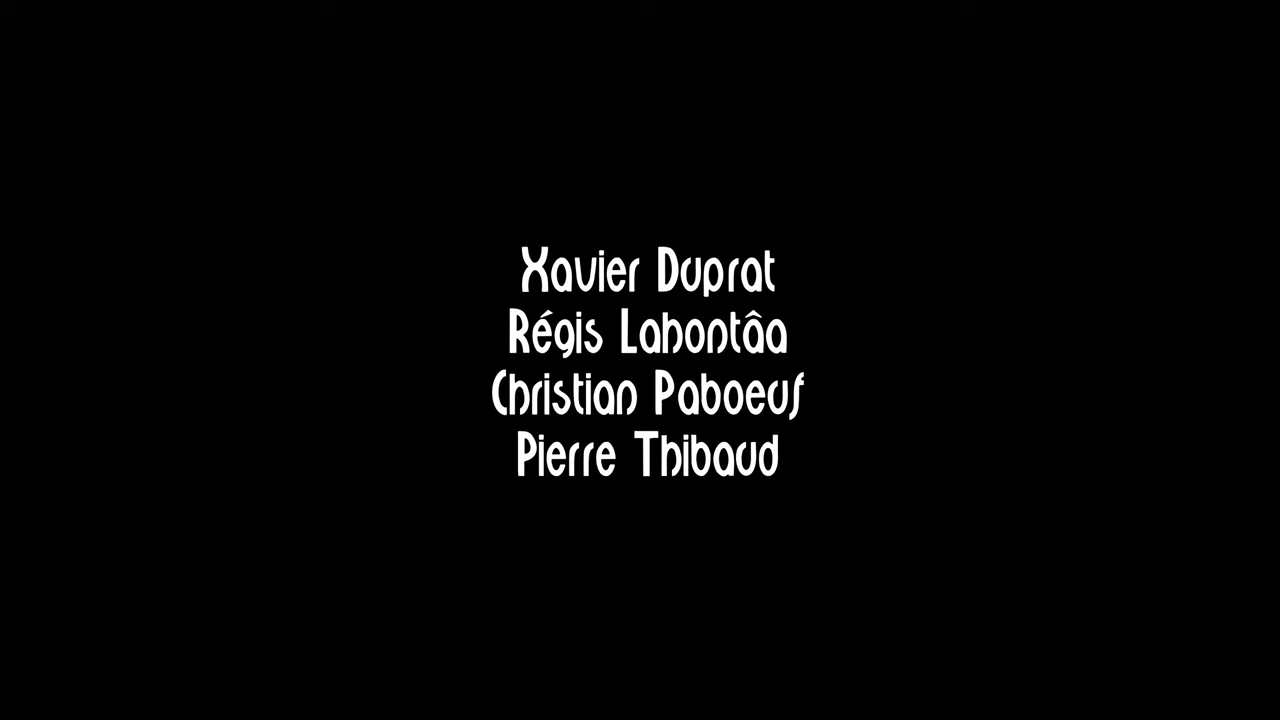 Xavier Duprat
Régis Lahontâa
Christian Paboeuf
Pierre Thibaud